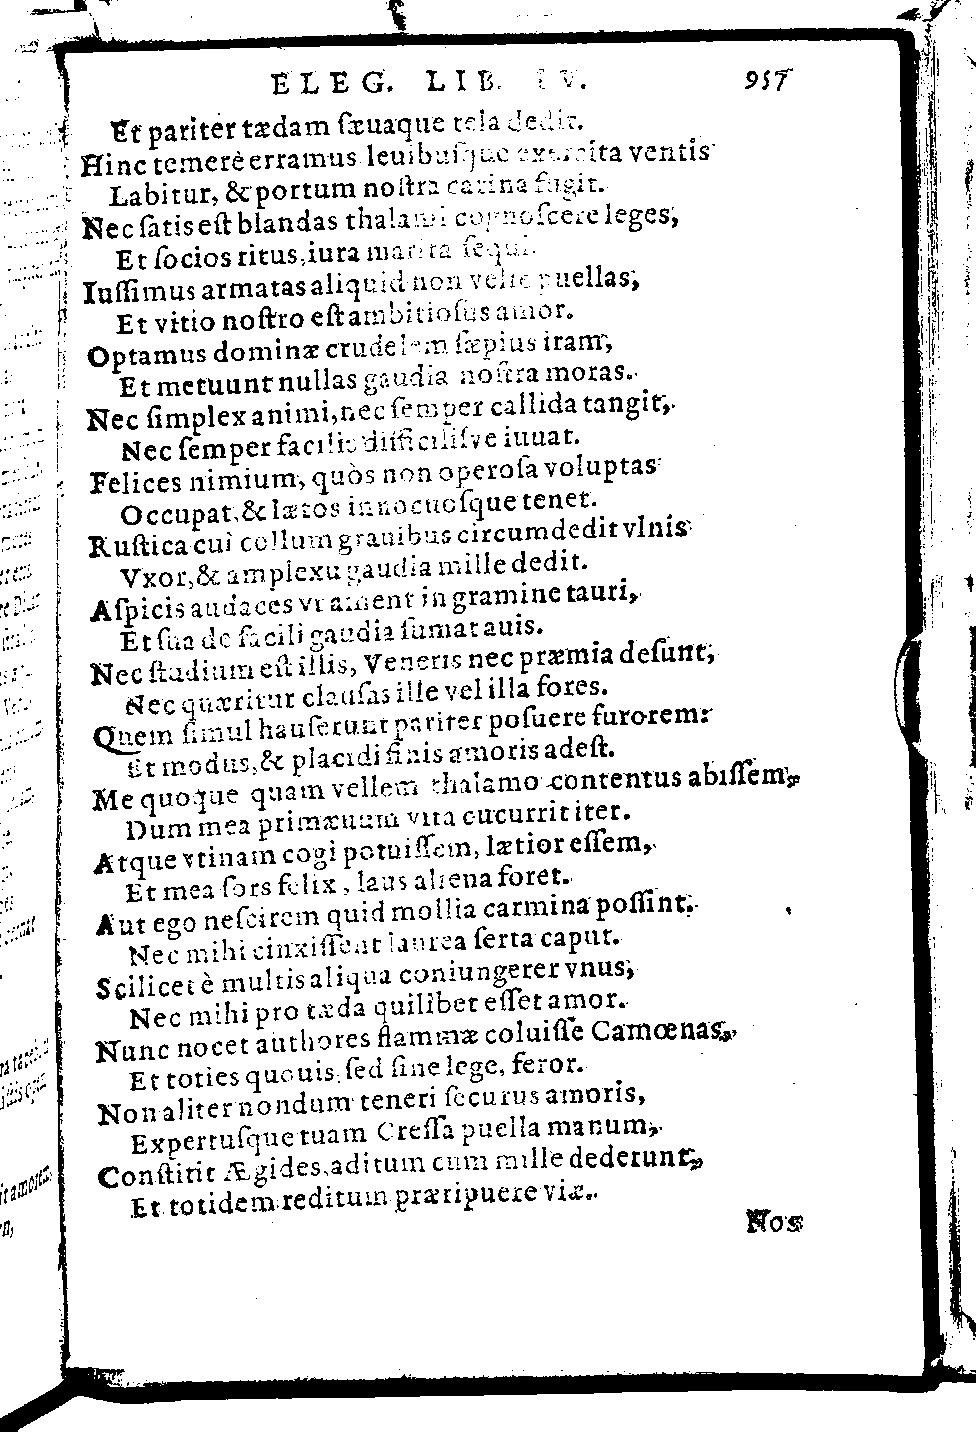 ELEG. LIB. IV. 957
Et pariter tædam ſæuaque tela dedit.
Hinc temerè erramus leuibuſque exercita ventis
Labitur, & portum noſtra carina fugit.
Nec ſatis eſt blandas thalami cognoſcere leges,
Et ſocios ritus, iura marita ſequi.
Iuſſimus armatas aliquid non velle puellas,
Et vitio noſtro eſt ambitioſus amor.
Optamus dominæ crudelem ſæpius iram,
Et metuunt nullas gaudia noſtra moras.
Nec ſimplex animi, nec ſemper callida tangit,
Nec ſemper facilis difficiliſve iuuat.
Felices nimium, quòs non operoſa voluptas
Occupat, & lætos innocuoſque tenet.
Ruſtica cui collum grauibus circumdedit vlnis
Vxor, & amplexu gaudia mille dedit.
Aſpicis audaces vt ament in gramine tauri,
Et ſua de facili gaudia ſumat auis.
Nec ſtudium eſt illis, Veneris nec præmia deſunt,
Nec quæritur clauſas ille vel illa fores.
Quem ſimul hauſerunt pariter poſuere furorem:
Et modus, & placidi finis amoris adeſt.
Me quoque quam vellem thalamo contentus abiſſem,
Dum mea primæuum vita cucurrit iter.
Atque vtinam cogi potuiſſem, lætior eſſem,
Et mea ſors felix, laus aliena foret.
Aut ego neſcirem quid mollia carmina poſſint.
Nec mihi cinxiſſent laurea ſerta caput.
Scilicet è multis aliqua coniungerer vnus,
Nec mihi pro tæda quilibet eſſet amor.
Nunc nocet authores flammæ coluiſſe Camœnas,
Et toties quouis, ſed ſine lege, feror.
Non aliter nondum teneri ſecurus amoris,
Expertuſque tuam Creſſa puella manum,
Conſtitit Ægides, aditum cum mille dederunt,
Et totidem reditum præripuere viæ.
Nos